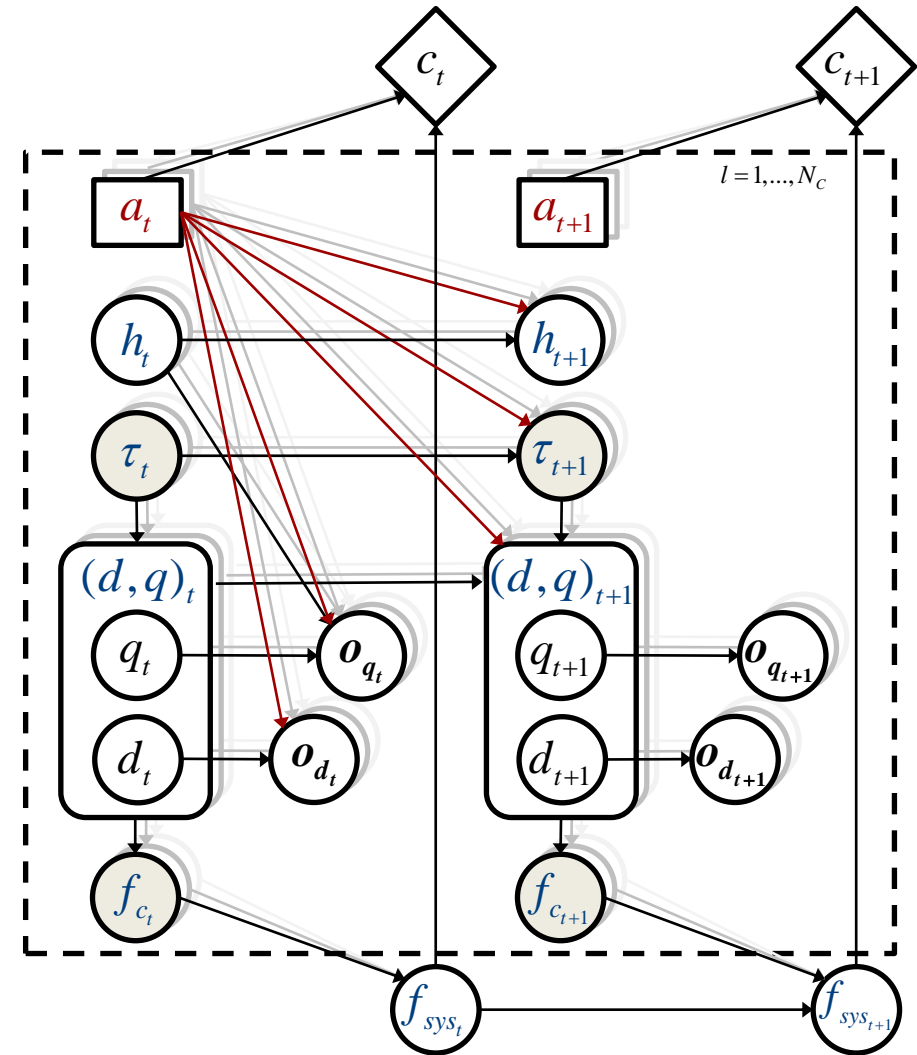 c_t c_{t+1}
l = 1,..., N_C
a_t a_{t+1}
h_t h_{t+1}
τ_t τ_{t+1}
(d, q)_t (d, q)_{t+1}
q_t o_{q_t} q_{t+1} o_{q_{t+1}}
d_t o_{d_t} d_{t+1} o_{d_{t+1}}
f_{c_t} f_{c_{t+1}}
f_{sys_t} f_{sys_{t+1}}